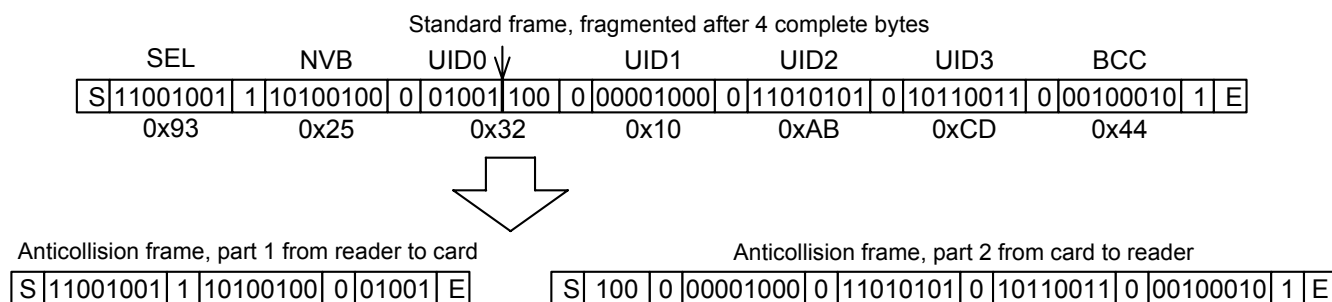 Standard frame, fragmented after 4 complete bytes
SEL NVB UID0 UID1 UID2 UID3 BCC
S 11001001 1 10100100 0 01001 100 0 00001000 0 11010101 0 10110011 0 00100010 1 E
0x93 0x25 0x32 0x10 0xAB 0xCD 0x44
Anticollision frame, part 1 from reader to card Anticollision frame, part 2 from card to reader
S 11001001 1 10100100 0 01001 E S 100 0 00001000 0 11010101 0 10110011 0 00100010 1 E